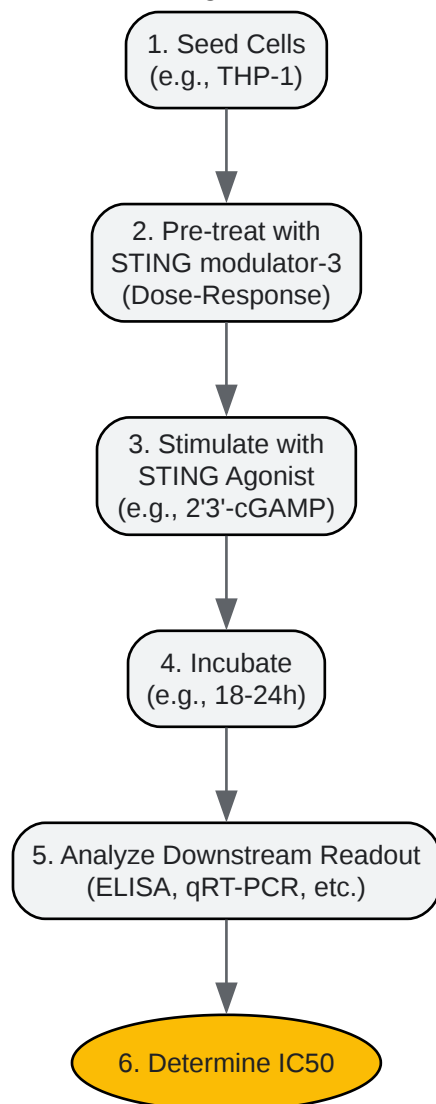 1. Seed Cells
(e.g., THP-1)
2. Pre-treat with
STING modulator-3
(Dose-Response)
3. Stimulate with
STING Agonist
(e.g., 2'3'-cGAMP)
4. Incubate
(e.g., 18-24h)
5. Analyze Downstream Readout
(ELISA, qRT-PCR, etc.)
6. Determine IC50